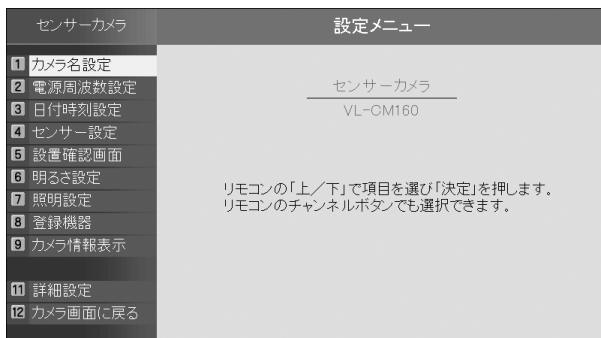 センサーカメラ
設定メニュー
1 カメラ名設定
2 電源周波数設定
3 日付時刻設定
4 センサー設定
5 設置確認画面
6 明るさ設定
7 照明設定
8 登録機器
9 カメラ情報表示
11 詳細設定
12 カメラ画面に戻る
センサーカメラ
VL-CM160
リモコンの「上／下」で項目を選び「決定」を押します。
リモコンのチャンネルボタンでも選択できます。